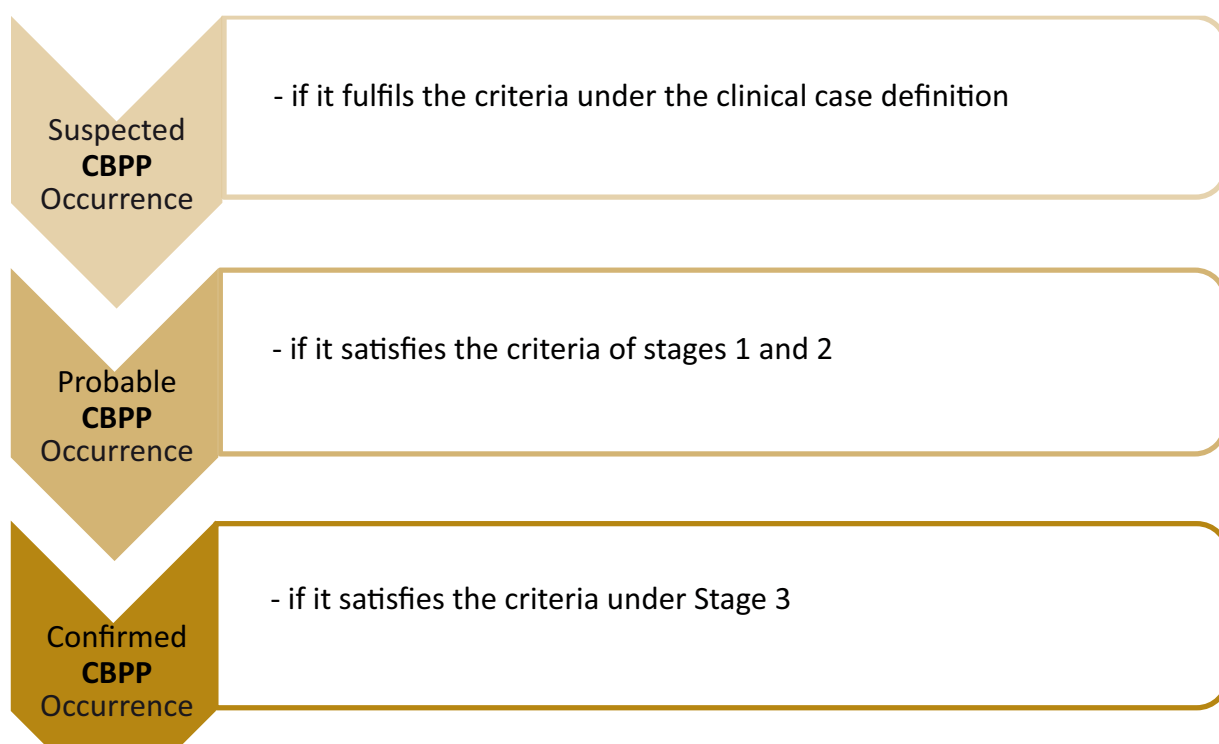 Suspected
CBPP
Occurrence
- if it fulfils the criteria under the clinical case definition
Probable
CBPP
Occurrence
- if it satisfies the criteria of stages 1 and 2
Confirmed
CBPP
Occurrence
- if it satisfies the criteria under Stage 3